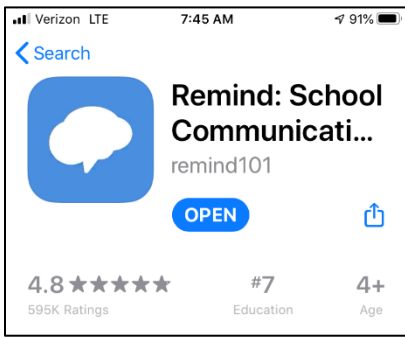 Verizon LTE 7:45 AM 91%
Search
Remind: School
Communicati...
remind101
OPEN
4.8 #7 4+
595K Ratings Education Age